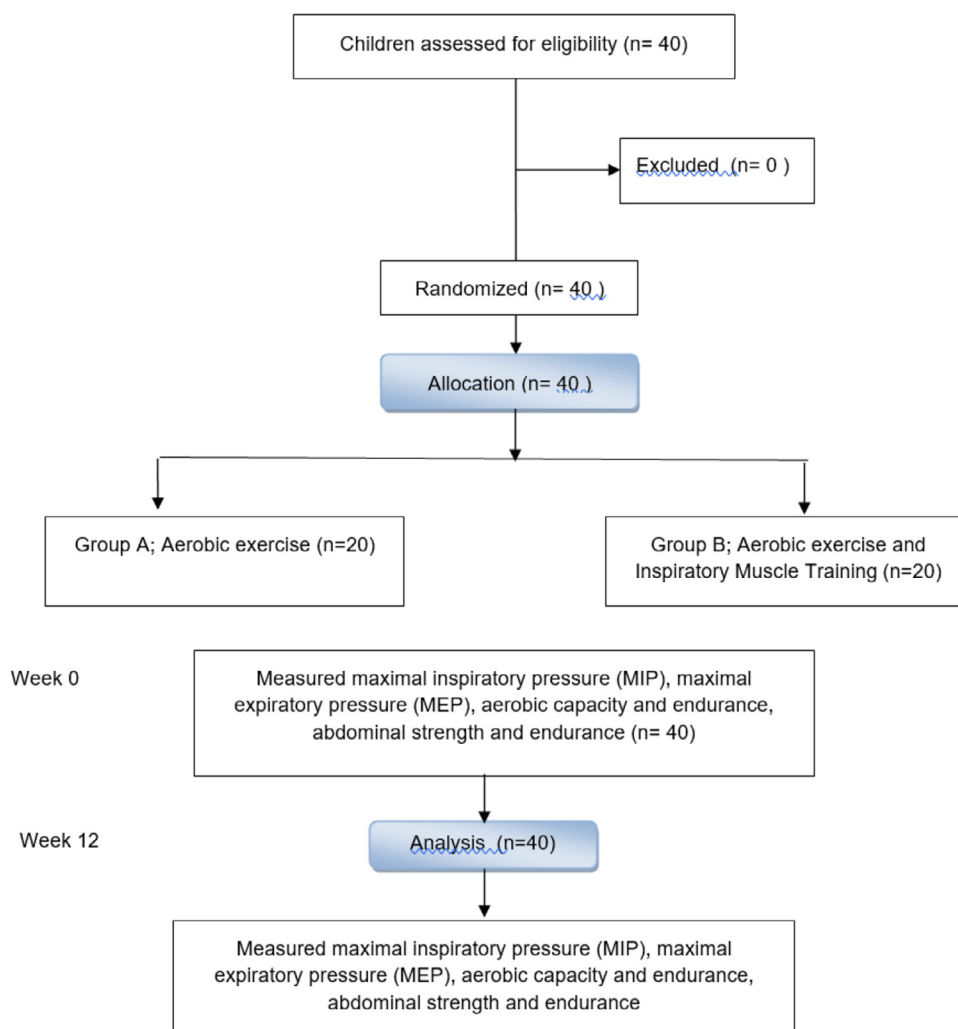 Children assessed for eligibility (n= 40)
Excluded (n= 0 )
Randomized (n= 40 )
Allocation (n= 40 )
Group A; Aerobic exercise (n=20)
Group B; Aerobic exercise and
Inspiratory Muscle Training (n=20)
Week 0
Measured maximal inspiratory pressure (MIP), maximal
expiratory pressure (MEP), aerobic capacity and endurance,
abdominal strength and endurance (n= 40)
Week 12
Analysis (n=40)
Measured maximal inspiratory pressure (MIP), maximal
expiratory pressure (MEP), aerobic capacity and endurance,
abdominal strength and endurance